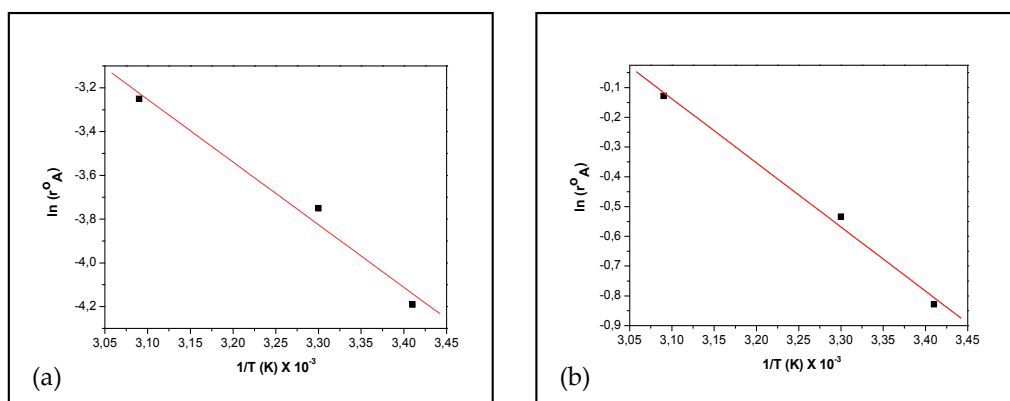 -3,2
-3,4
-3,6
-3,8
-4,0
-4,2
ln (r°A)
3,05 3,10 3,15 3,20 3,25 3,30 3,35 3,40 3,45
1/T (K) X 10-3
(a)
-0,1
-0,2
-0,3
-0,4
-0,5
-0,6
-0,7
-0,8
-0,9
ln (r°A)
3,05 3,10 3,15 3,20 3,25 3,30 3,35 3,40 3,45
1/T (K) X 10-3
(b)